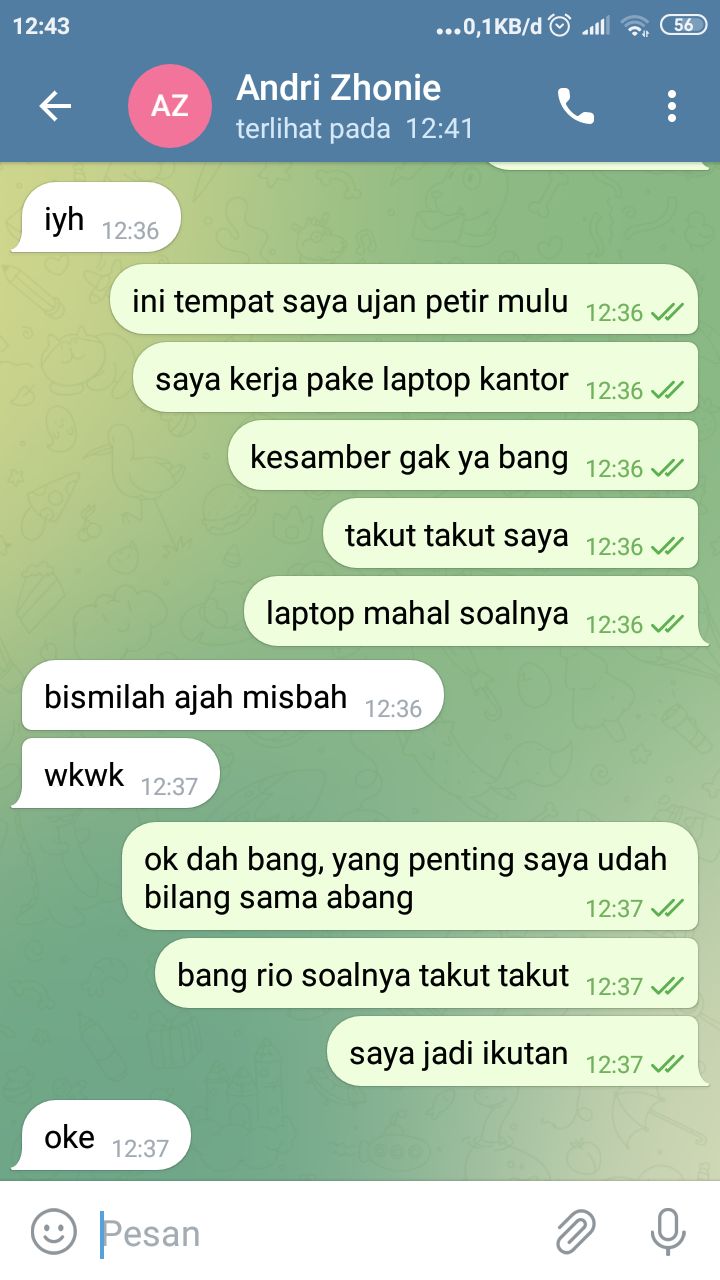 12:43
...0,1KB/d
56
AZ
Andri Zhonie
terlihat pada 12:41
iyh 12:36
ini tempat saya ujan petir mulu 12:36
saya kerja pake laptop kantor 12:36
kesamber gak ya bang 12:36
takut takut saya 12:36
laptop mahal soalnya 12:36
bismilah ajah misbah 12:36
wkwk 12:37
ok dah bang, yang penting saya udah
bilang sama abang 12:37
bang rio soalnya takut takut 12:37
saya jadi ikutan 12:37
oke 12:37
Pesan